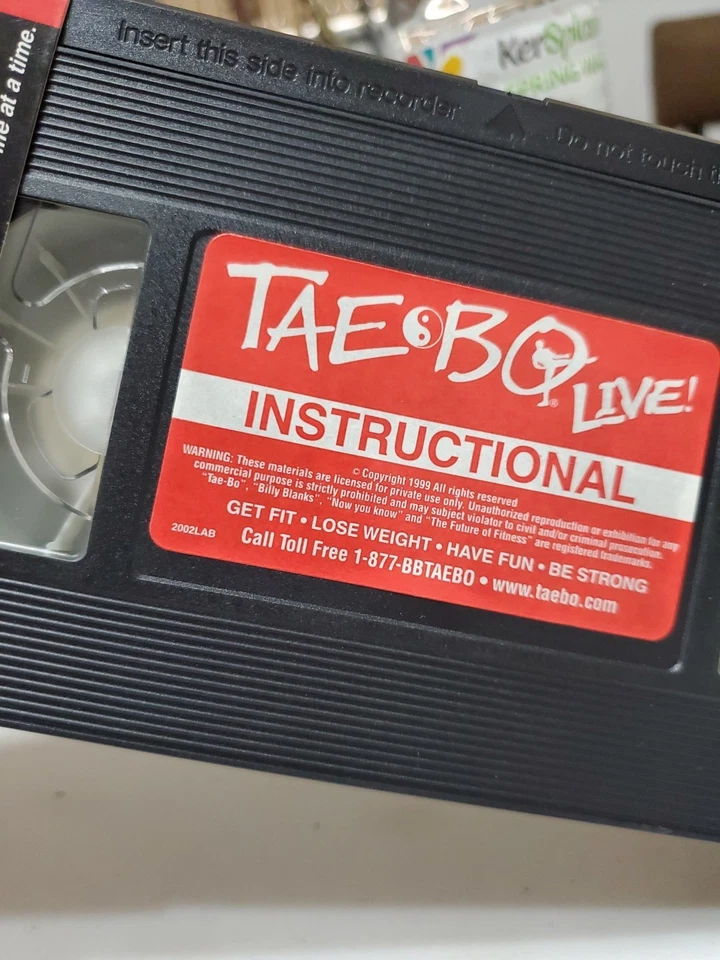 me at a time.
Insert this side into recorder
Do not touch
Ker
TAE BO LIVE!
INSTRUCTIONAL
© Copyright 1999 All rights reserved
WARNING: These materials are licensed for private use only. Unauthorized reproduction or exhibition for any
commercial purpose is strictly prohibited and may subject violator to civil and/or criminal prosecution.
"Tae-Bo", "Billy Blanks", "Now you know" and "The Future of Fitness" are registered trademarks.
2002LAB
GET FIT • LOSE WEIGHT • HAVE FUN • BE STRONG
Call Toll Free 1-877-BBTAEBO • www.taebo.com